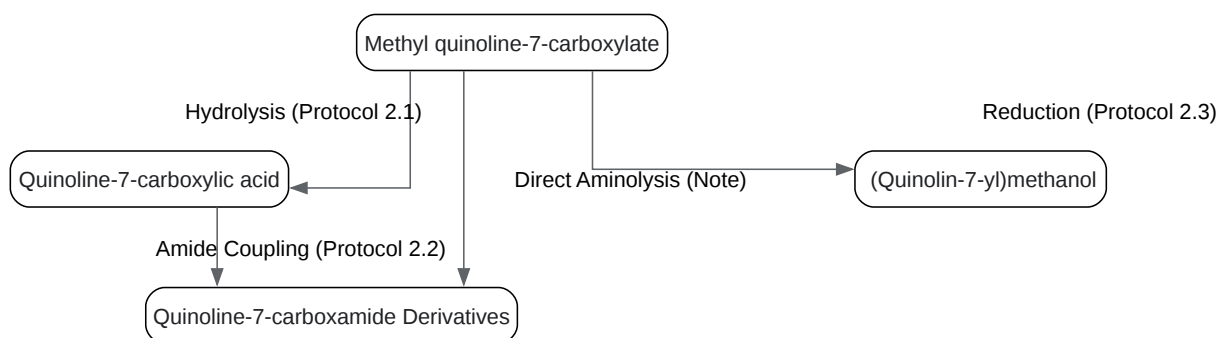 Methyl quinoline-7-carboxylate
Hydrolysis (Protocol 2.1)
Reduction (Protocol 2.3)
Quinoline-7-carboxylic acid
Direct Aminolysis (Note)
(Quinolin-7-yl)methanol
Amide Coupling (Protocol 2.2)
Quinoline-7-carboxamide Derivatives